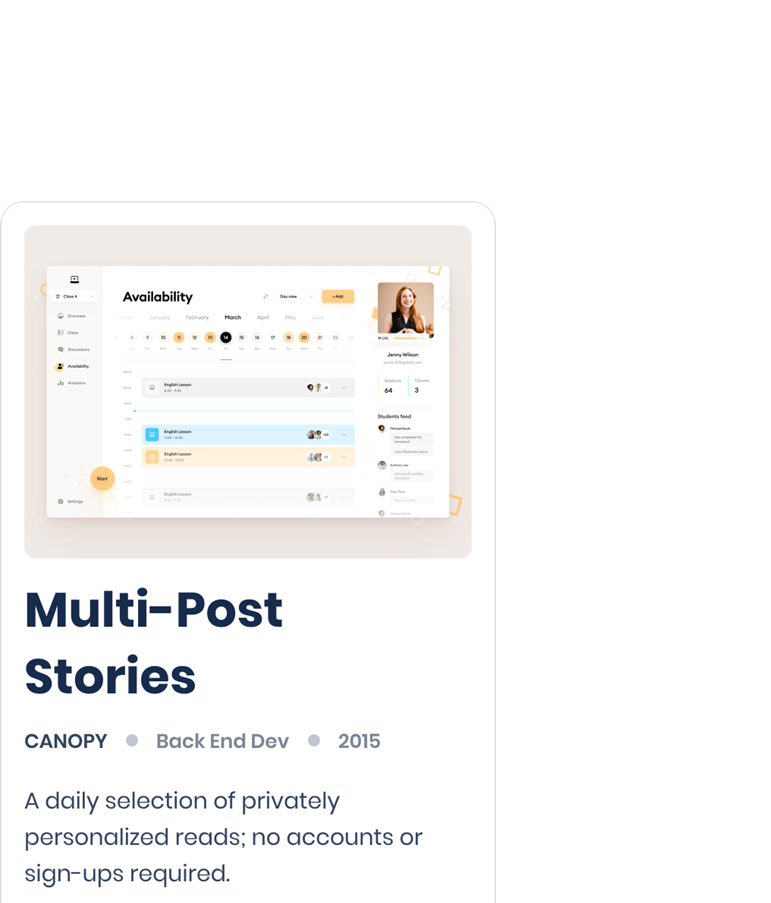 Availability
Class 4
Day view
+Add
January February March April May June
8 9 10 11 12 13 14 15 16 17 18 19 20 21 22 23
Overview
Class
Discussions
Availability
Analytics
English Lesson
English Lesson
English Lesson
English Lesson
Start
Settings
LIVE
Jenny Wilson
Students Classes
64 3
Students feed
Multi-Post
Stories
CANOPY Back End Dev 2015
A daily selection of privately
personalized reads; no accounts or
sign-ups required.